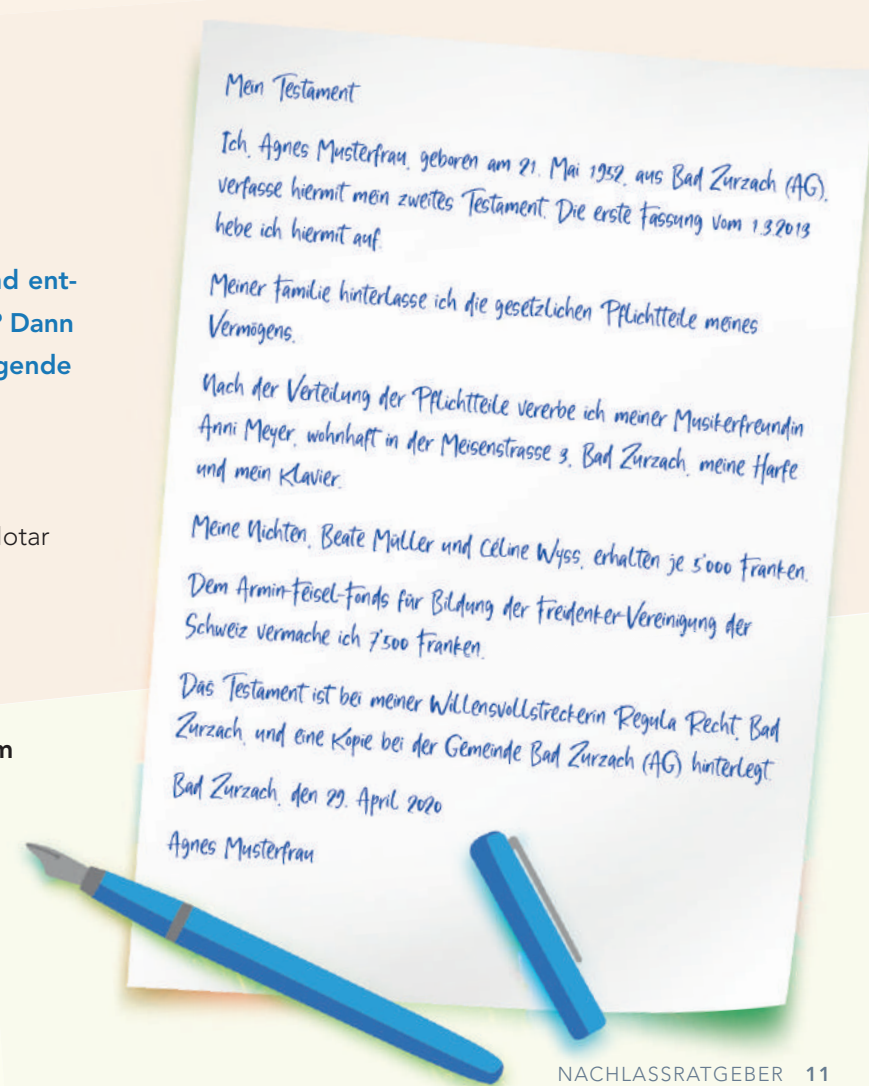 nd ent-
? Dann
gende
lotar
m
Mein Testament
Ich, Agnes Musterfrau, geboren am 21. Mai 1952, aus Bad Zurzach (AG),
verfasse hiermit mein zweites Testament. Die erste Fassung vom 1.3.2013
hebe ich hiermit auf.
Meiner Familie hinterlasse ich die gesetzlichen Pflichtteile meines
Vermögens.
Nach der Verteilung der Pflichtteile vererbe ich meiner Musikerfreundin
Anni Meyer, wohnhaft in der Meisenstrasse 3, Bad Zurzach, meine Harfe
und mein Klavier.
Meine Nichten, Beate Müller und Céline Wyss, erhalten je 5'000 Franken.
Dem Armin-Feisel-Fonds für Bildung der Freidenker-Vereinigung der
Schweiz vermache ich 7'500 Franken.
Das Testament ist bei meiner Willensvollstreckerin Regula Recht, Bad
Zurzach, und eine Kopie bei der Gemeinde Bad Zurzach (AG) hinterlegt.
Bad Zurzach, den 29. April 2020
Agnes Musterfrau
NACHLASSRATGEBER 11